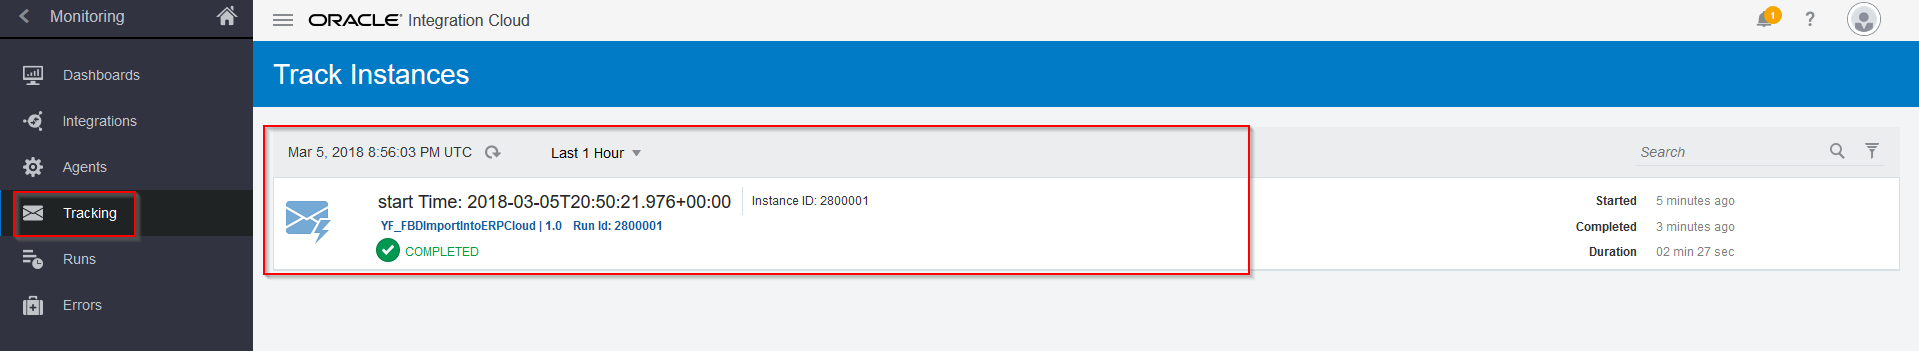 Monitoring
Dashboards
Integrations
Agents
Tracking
Runs
Errors
ORACLE® Integration Cloud
1
?
Track Instances
Mar 5, 2018 8:56:03 PM UTC
Last 1 Hour
Search
start Time: 2018-03-05T20:50:21.976+00:00
Instance ID: 2800001
YF_FBDImportIntoERPCloud | 1.0 Run Id: 2800001
COMPLETED
Started 5 minutes ago
Completed 3 minutes ago
Duration 02 min 27 sec